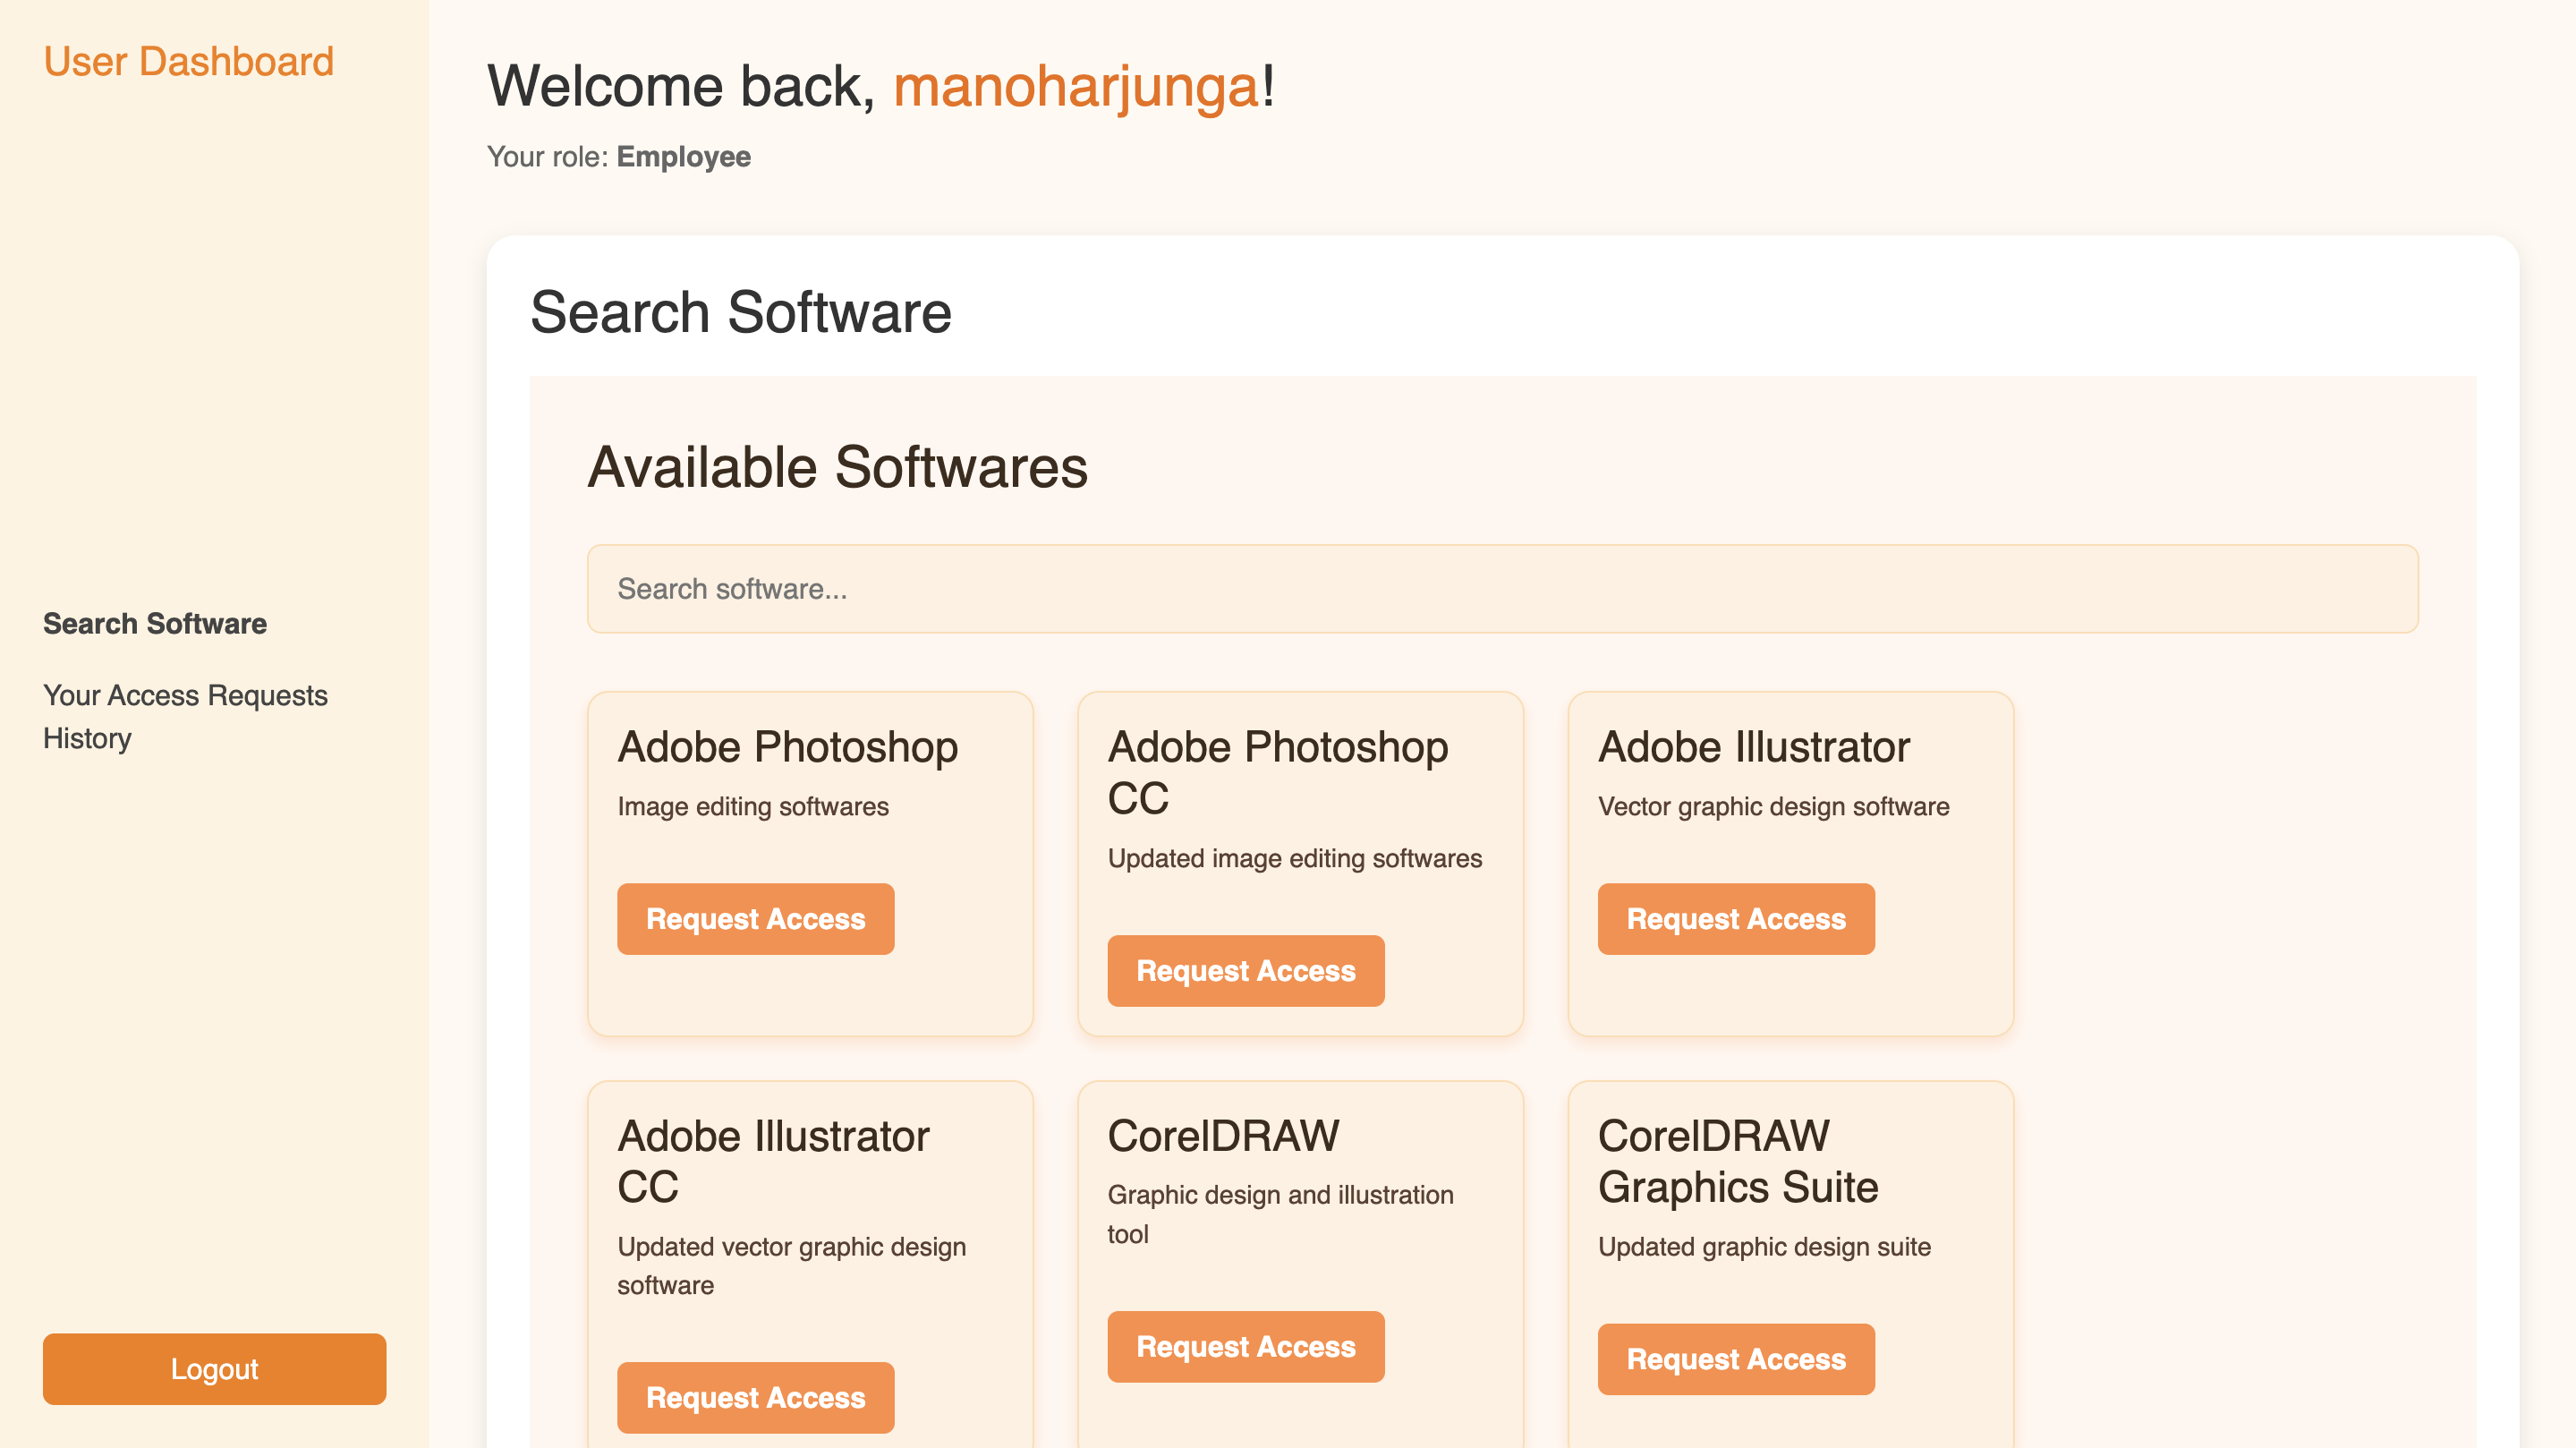 User Dashboard
Search Software
Your Access Requests
History
Logout
Welcome back, manoharjunga!
Your role: Employee
Search Software
Available Softwares
Search software...
Adobe Photoshop
Image editing softwares
Request Access
Adobe Photoshop
CC
Updated image editing softwares
Request Access
Adobe Illustrator
Vector graphic design software
Request Access
Adobe Illustrator
CC
Updated vector graphic design
software
Request Access
CorelDRAW
Graphic design and illustration
tool
Request Access
CorelDRAW
Graphics Suite
Updated graphic design suite
Request Access